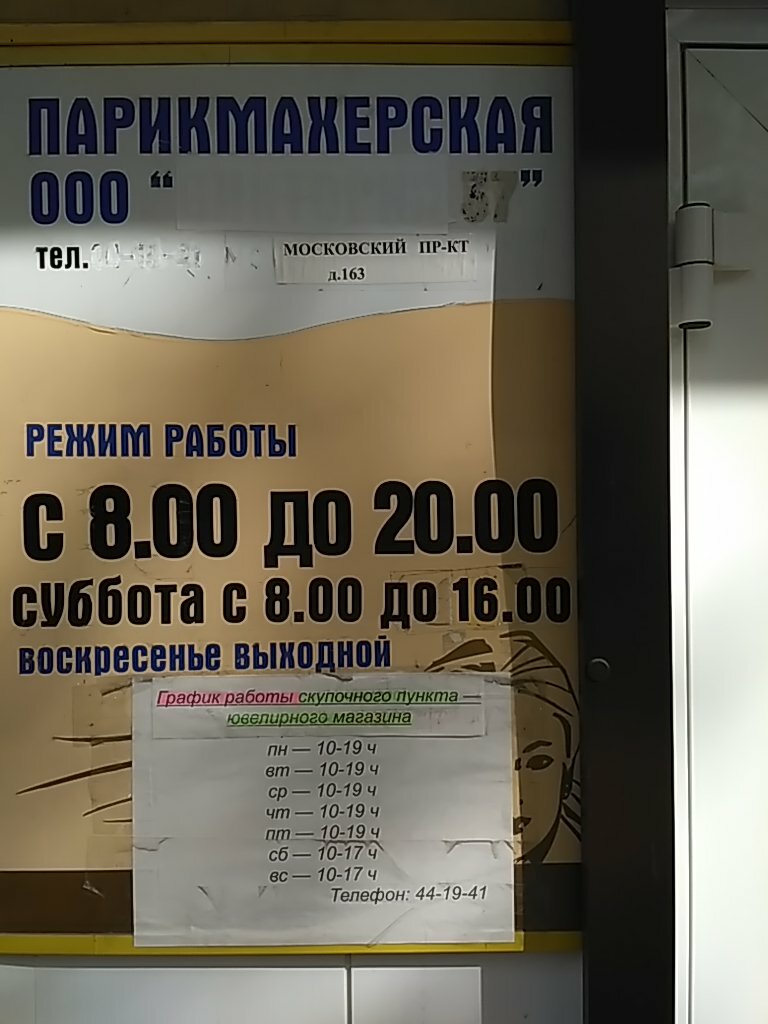 ПАРИКМАХЕРСКАЯ
ООО “ 57”
тел.
МОСКОВСКИЙ ПР-КТ
д.163
РЕЖИМ РАБОТЫ
с 8.00 до 20.00
суббота с 8.00 до 16.00
воскресенье выходной
График работы скупочного пункта —
ювелирного магазина
пн — 10-19 ч
вт — 10-19 ч
ср — 10-19 ч
чт — 10-19 ч
пт — 10-19 ч
сб — 10-17 ч
вс — 10-17 ч
Телефон: 44-19-41